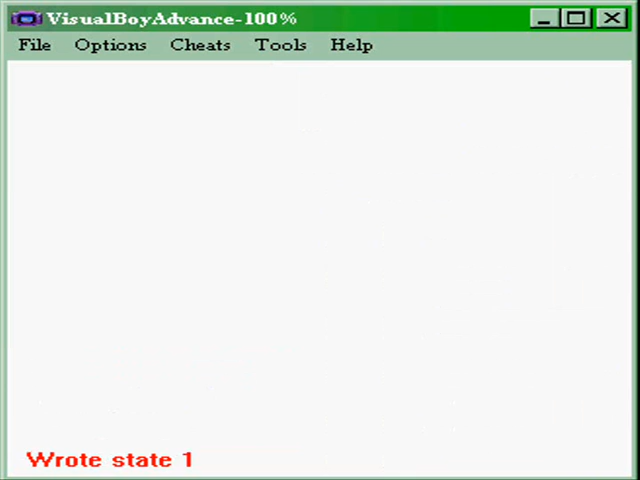 VisualBoyAdvance-100%
File Options Cheats Tools Help
Wrote state 1